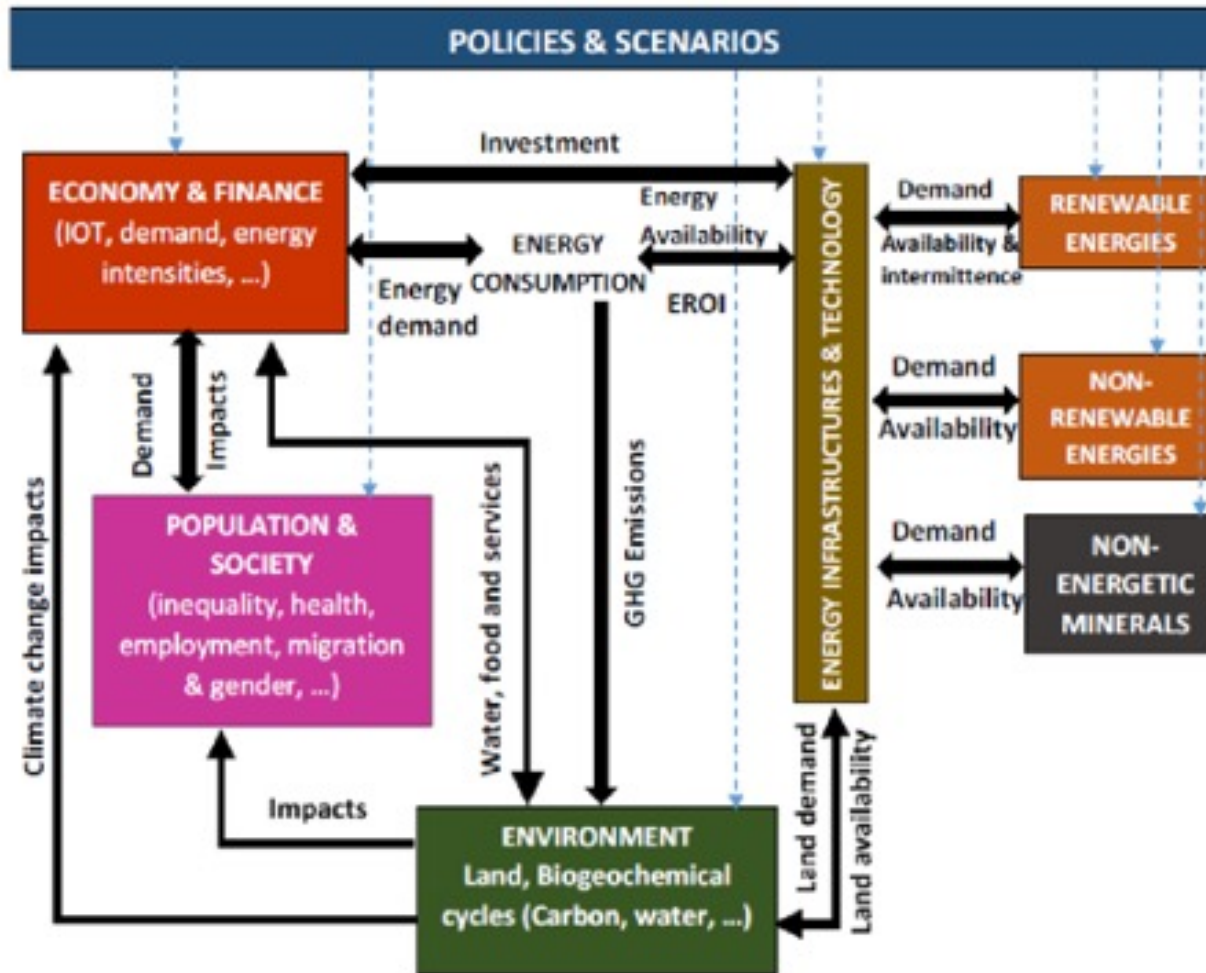 POLICIES & SCENARIOS
Investment
ECONOMY & FINANCE
(IOT, demand, energy
intensities, ...)
Energy
demand
ENERGY
CONSUMPTION
Energy
Availability
EROI
ENERGY INFRASTRUCTURES & TECHNOLOGY
Demand
Availability &
intermittence
RENEWABLE
ENERGIES
Demand
Availability
NON-
RENEWABLE
ENERGIES
Demand
Availability
NON-
ENERGETIC
MINERALS
Demand
Impacts
POPULATION &
SOCIETY
(inequality, health,
employment, migration
& gender, ...)
Climate change impacts
Water, food and services
GHG Emissions
Impacts
ENVIRONMENT
Land, Biogeochemical
cycles (Carbon, water, ...)
Land demand
Land availability